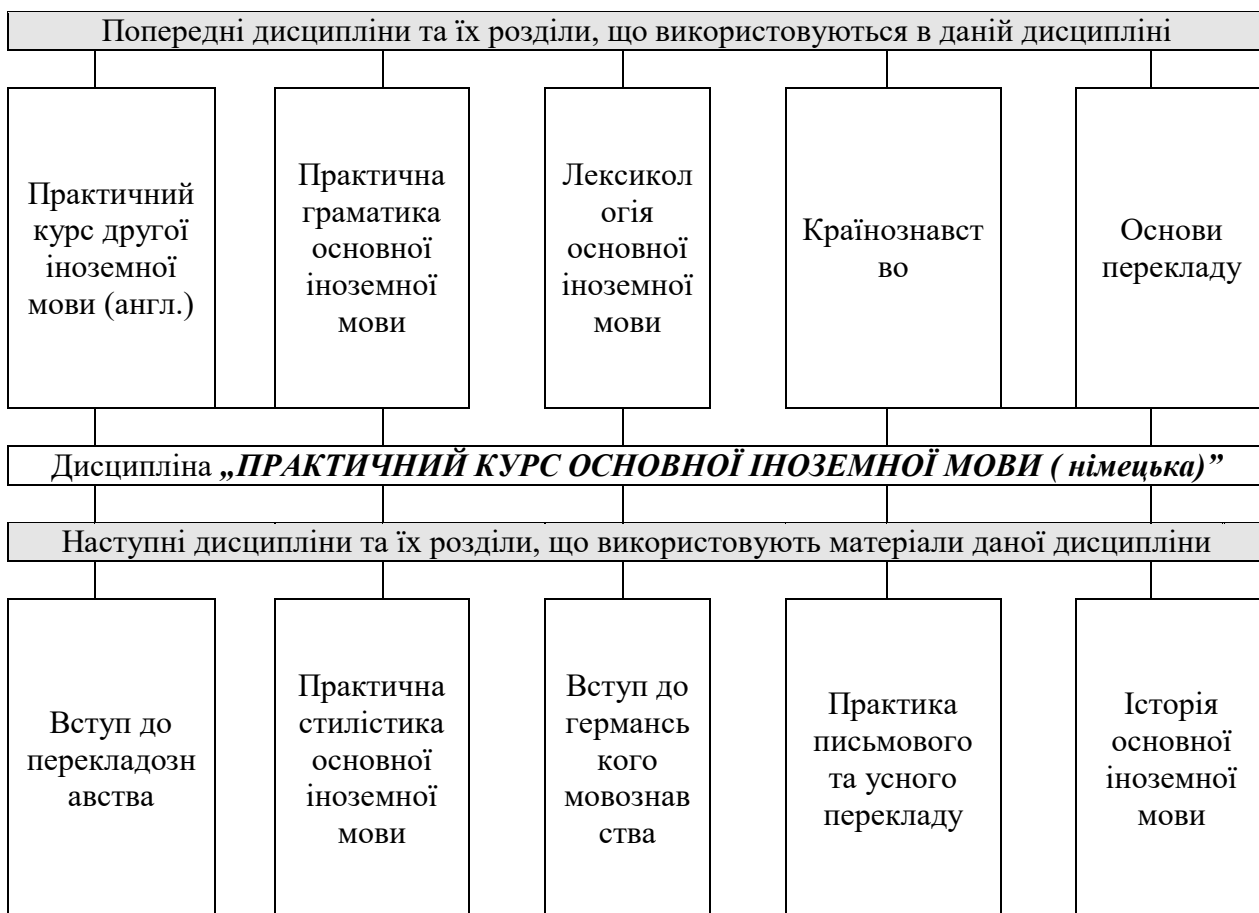 Попередні дисципліни та їх розділи, що використовуються в даній дисципліні
Практичний
курс другої
іноземної
мови (англ.)
Практична
граматика
основної
іноземної
мови
Лексикол
огія
основної
іноземної
мови
Країнознавст
во
Основи
перекладу
Дисципліна „ПРАКТИЧНИЙ КУРС ОСНОВНОЇ ІНОЗЕМНОЇ МОВИ ( німецька)”
Наступні дисципліни та їх розділи, що використовують матеріали даної дисципліни
Вступ до
перекладозн
авства
Практична
стилістика
основної
іноземної
мови
Вступ до
германсь
кого
мовознав
ства
Практика
письмового
та усного
перекладу
Історія
основної
іноземної
мови